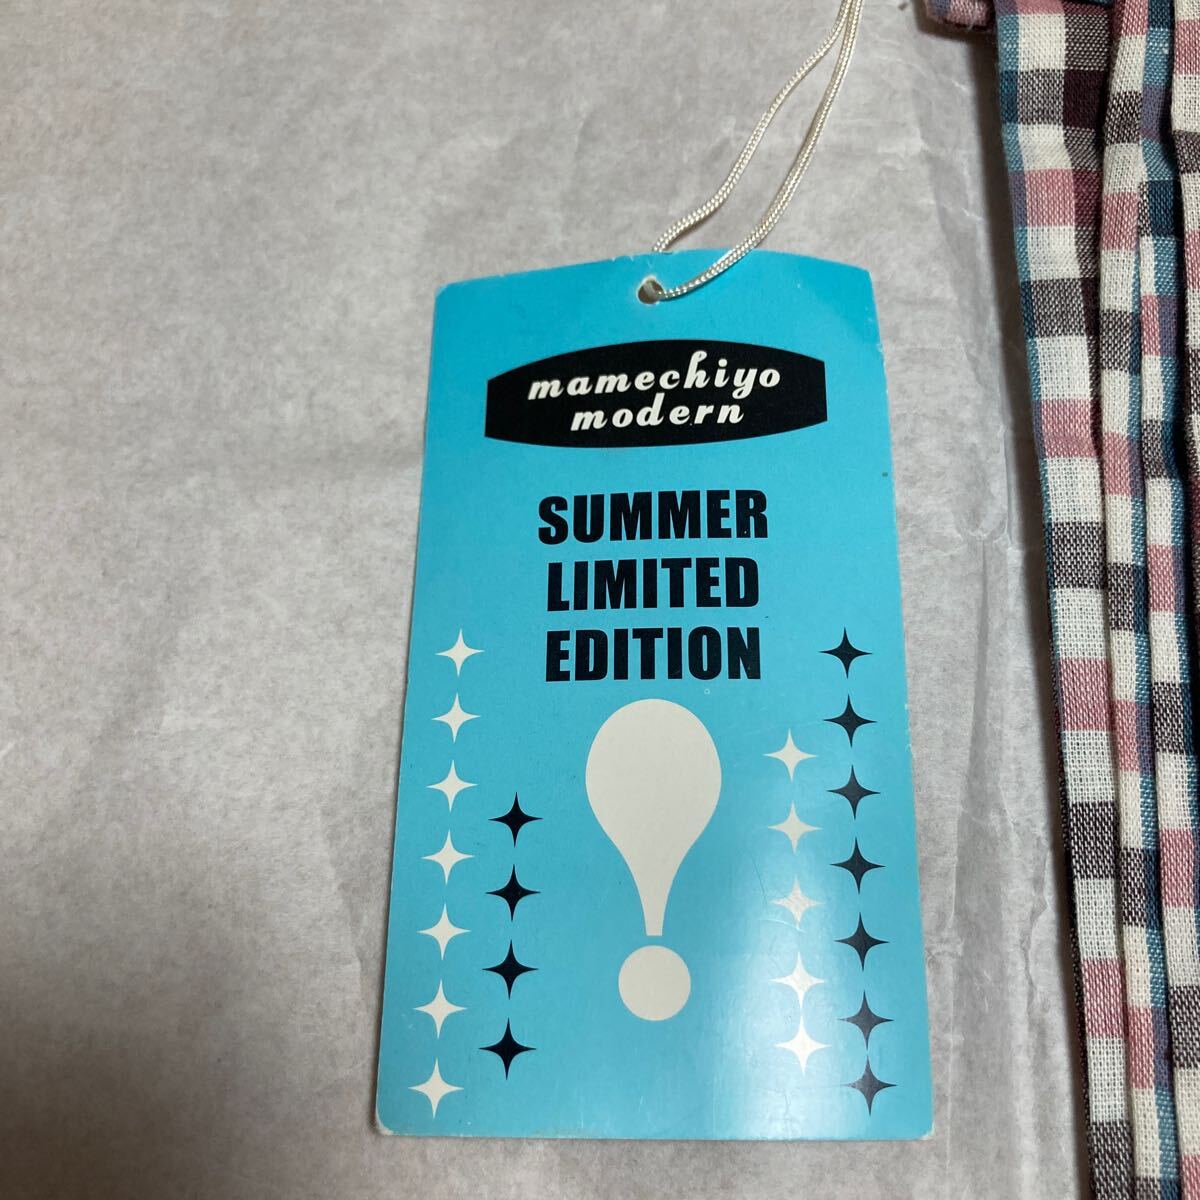 mamechiyo
modern
SUMMER
LIMITED
EDITION
!